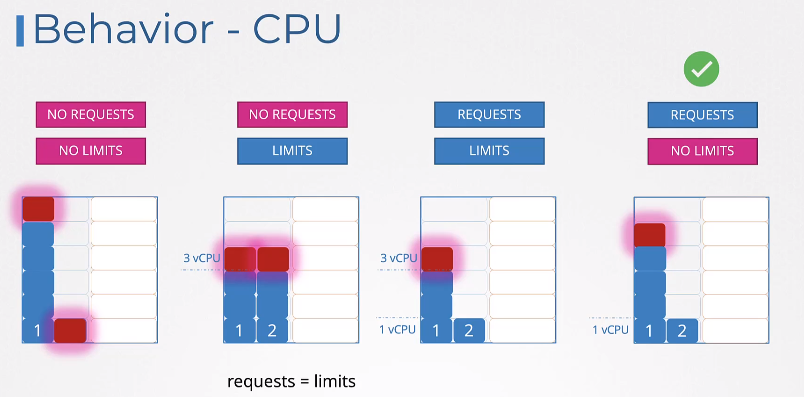 Behavior - CPU
NO REQUESTS
NO LIMITS
1
NO REQUESTS
LIMITS
3 vCPU
1 2
requests = limits
REQUESTS
LIMITS
3 vCPU
1 vCPU
1 2
REQUESTS
NO LIMITS
1 vCPU
1 2